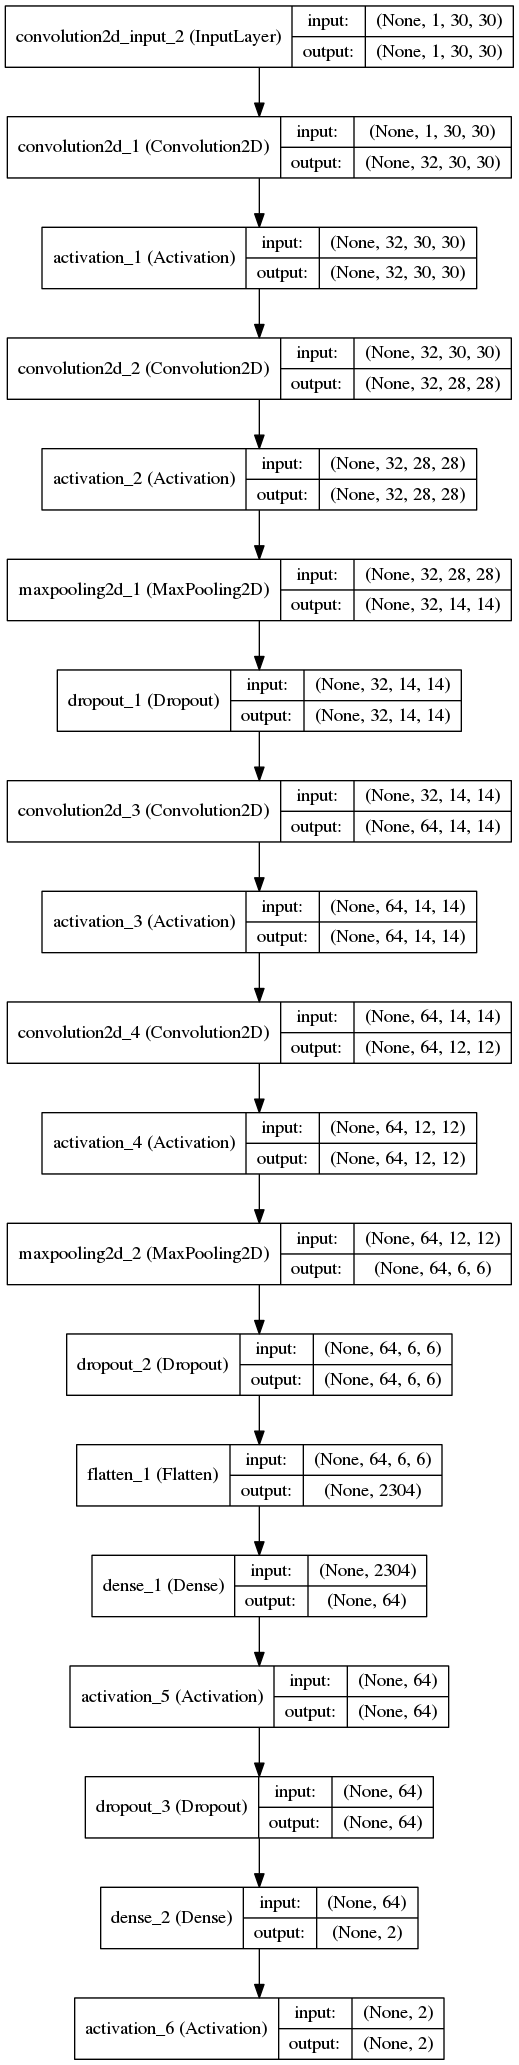 convolution2d_input_2 (InputLayer) input: (None, 1, 30, 30)
output: (None, 1, 30, 30)
convolution2d_1 (Convolution2D) input: (None, 1, 30, 30)
output: (None, 32, 30, 30)
activation_1 (Activation) input: (None, 32, 30, 30)
output: (None, 32, 30, 30)
convolution2d_2 (Convolution2D) input: (None, 32, 30, 30)
output: (None, 32, 28, 28)
activation_2 (Activation) input: (None, 32, 28, 28)
output: (None, 32, 28, 28)
maxpooling2d_1 (MaxPooling2D) input: (None, 32, 28, 28)
output: (None, 32, 14, 14)
dropout_1 (Dropout) input: (None, 32, 14, 14)
output: (None, 32, 14, 14)
convolution2d_3 (Convolution2D) input: (None, 32, 14, 14)
output: (None, 64, 14, 14)
activation_3 (Activation) input: (None, 64, 14, 14)
output: (None, 64, 14, 14)
convolution2d_4 (Convolution2D) input: (None, 64, 14, 14)
output: (None, 64, 12, 12)
activation_4 (Activation) input: (None, 64, 12, 12)
output: (None, 64, 12, 12)
maxpooling2d_2 (MaxPooling2D) input: (None, 64, 12, 12)
output: (None, 64, 6, 6)
dropout_2 (Dropout) input: (None, 64, 6, 6)
output: (None, 64, 6, 6)
flatten_1 (Flatten) input: (None, 64, 6, 6)
output: (None, 2304)
dense_1 (Dense) input: (None, 2304)
output: (None, 64)
activation_5 (Activation) input: (None, 64)
output: (None, 64)
dropout_3 (Dropout) input: (None, 64)
output: (None, 64)
dense_2 (Dense) input: (None, 64)
output: (None, 2)
activation_6 (Activation) input: (None, 2)
output: (None, 2)